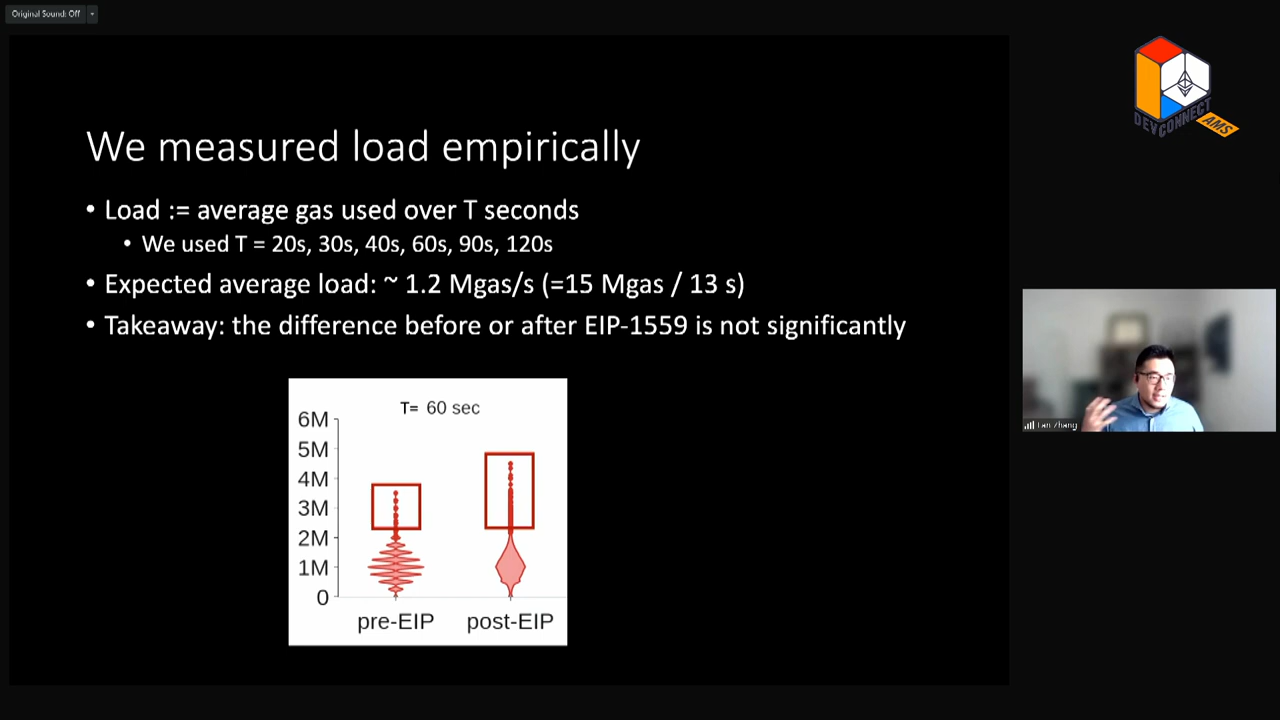 Original Sound: Off
We measured load empirically
• Load := average gas used over T seconds
• We used T = 20s, 30s, 40s, 60s, 90s, 120s
• Expected average load: ~ 1.2 Mgas/s (=15 Mgas / 13 s)
• Takeaway: the difference before or after EIP-1559 is not significantly
T= 60 sec
6M
5M
4M
3M
2M
1M
0
pre-EIP
post-EIP
DEVCONNECT
AMS
Fan Zhang